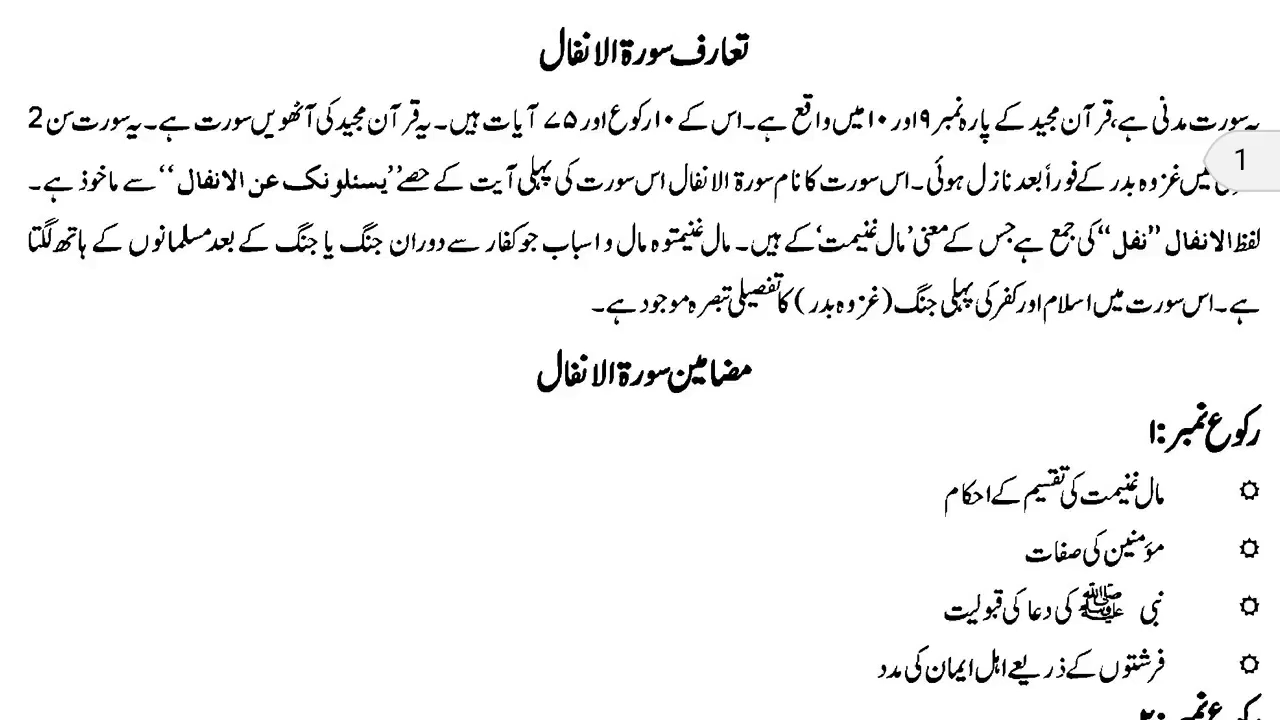 تعارف سورۃ الانفال
یہ سورت مدنی ہے، قرآن مجید کے پارہ نمبر ۹ اور ۱۰ میں واقع ہے۔ اس کے ۱۰ رکوع اور ۷۵ آیات ہیں۔ یہ قرآن مجید کی آٹھویں سورت ہے۔ یہ سورت سن 2
میں غزوہ بدر کے فوراً بعد نازل ہوئی۔ اس سورت کا نام سورۃ الانفال اس سورت کی پہلی آیت کے حصے ”یسئلونک عن الانفال“ سے ماخوذ ہے۔
1
لفظ الانفال ”نفل“ کی جمع ہے جس کے معنی ’مال غنیمت‘ کے ہیں۔ مال غنیمتوہ مال و اسباب جو کفار سے دوران جنگ یا جنگ کے بعد مسلمانوں کے ہاتھ لگتا
ہے۔ اس سورت میں اسلام اور کفر کی پہلی جنگ (غزوہ بدر) کا تفصیلی تبصرہ موجود ہے۔
مضامین سورۃ الانفال
رکوع نمبر :۱
مال غنیمت کی تقسیم کے احکام
مؤمنین کی صفات
نبی ﷺ کی دعا کی قبولیت
فرشتوں کے ذریعے اہل ایمان کی مدد
رکوع نمبر :۲